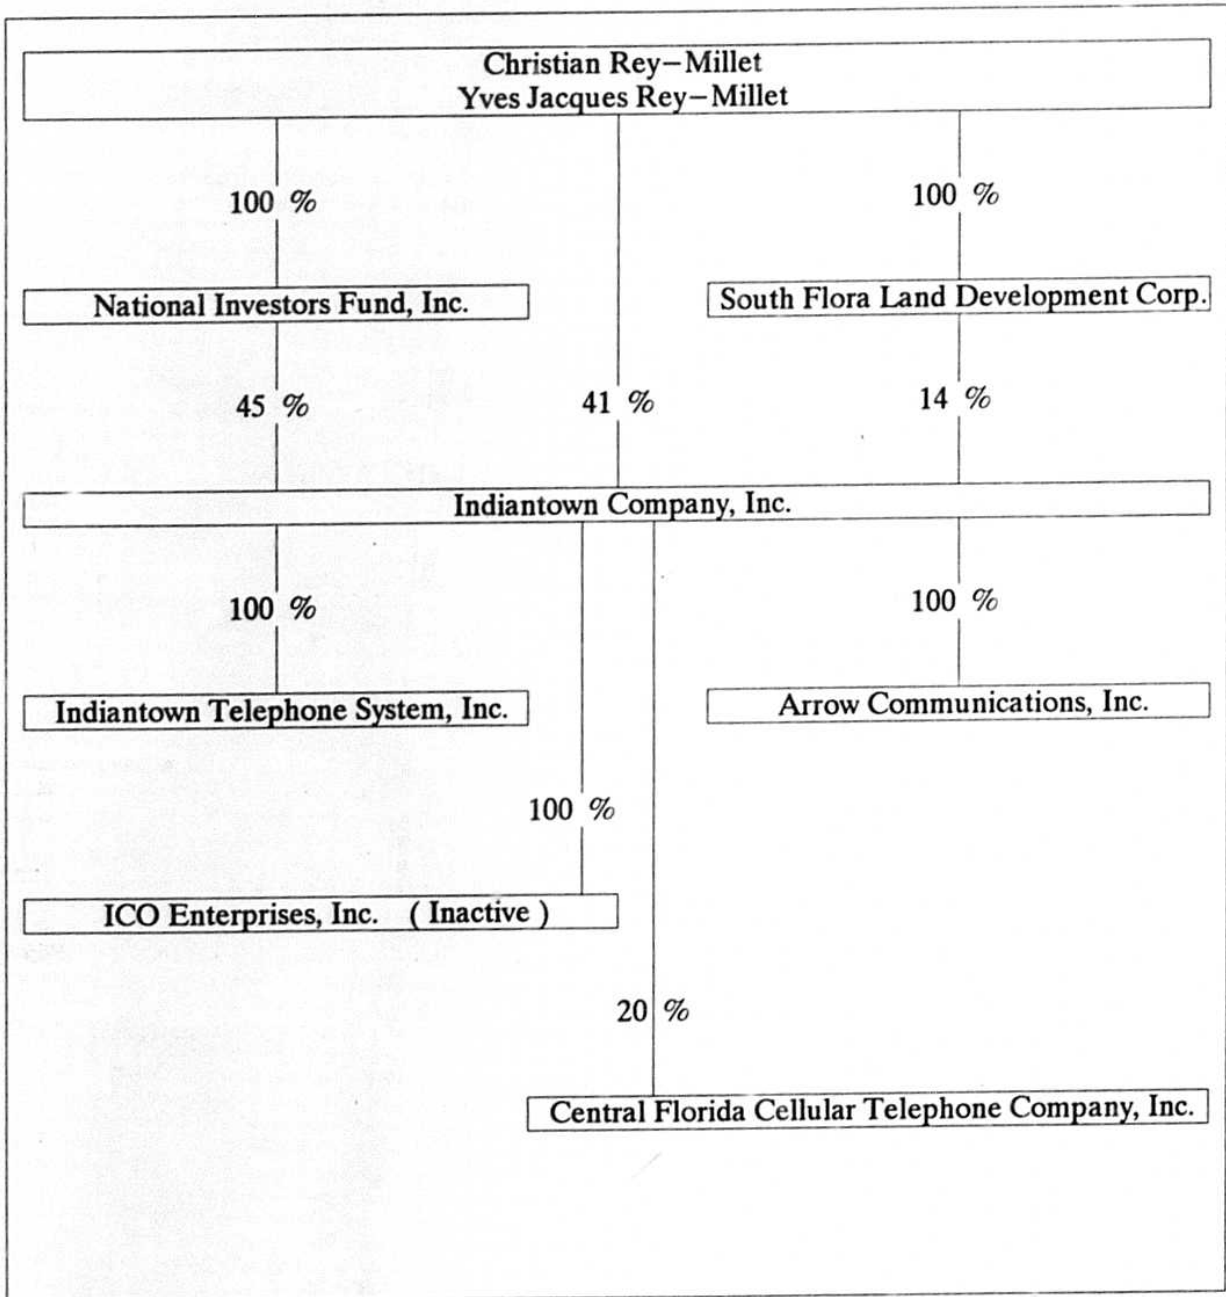 Christian Rey-Millet
Yves Jacques Rey-Millet
100 %
100 %
National Investors Fund, Inc.
South Flora Land Development Corp.
45 %
41 %
14 %
Indiantown Company, Inc.
100 %
100 %
Indiantown Telephone System, Inc.
Arrow Communications, Inc.
100 %
ICO Enterprises, Inc. ( Inactive )
20 %
Central Florida Cellular Telephone Company, Inc.